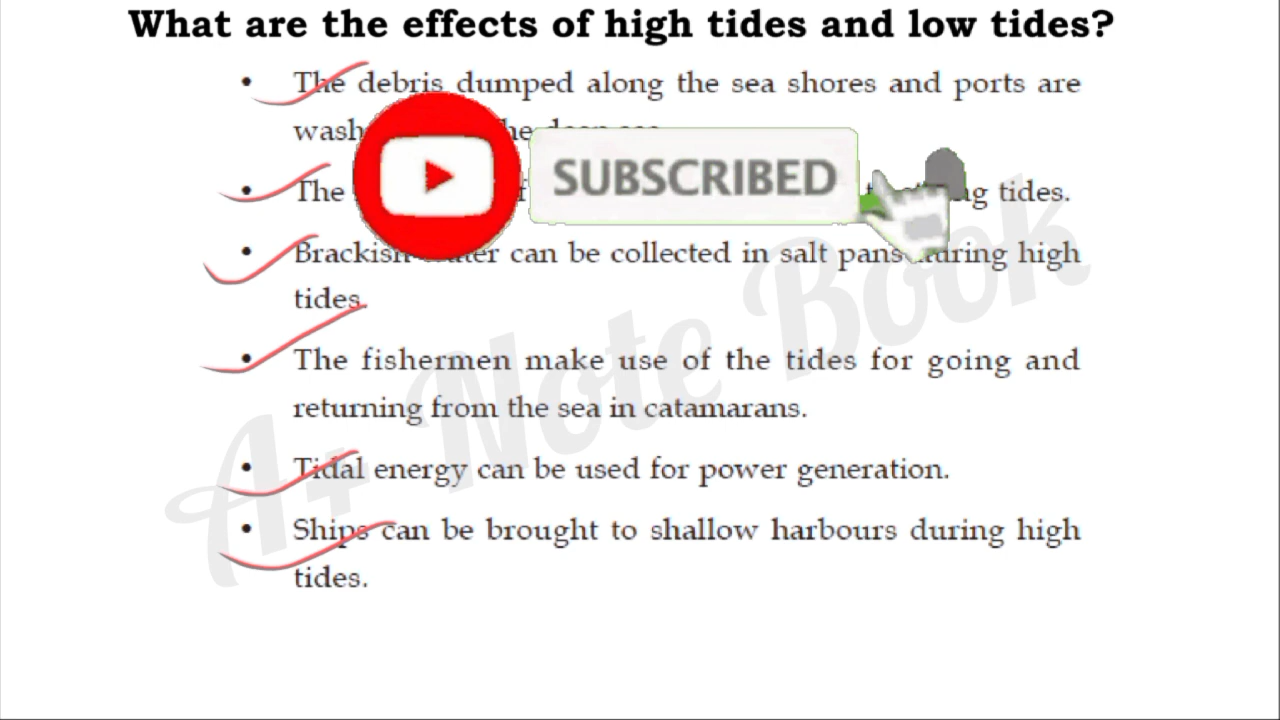 What are the effects of high tides and low tides?
• The debris dumped along the sea shores and ports are
SUBSCRIBED
• The tides.
• Brackish water can be collected in salt pans during high
tides.
• The fishermen make use of the tides for going and
returning from the sea in catamarans.
• Tidal energy can be used for power generation.
• Ships can be brought to shallow harbours during high
tides.
A+ Note Book